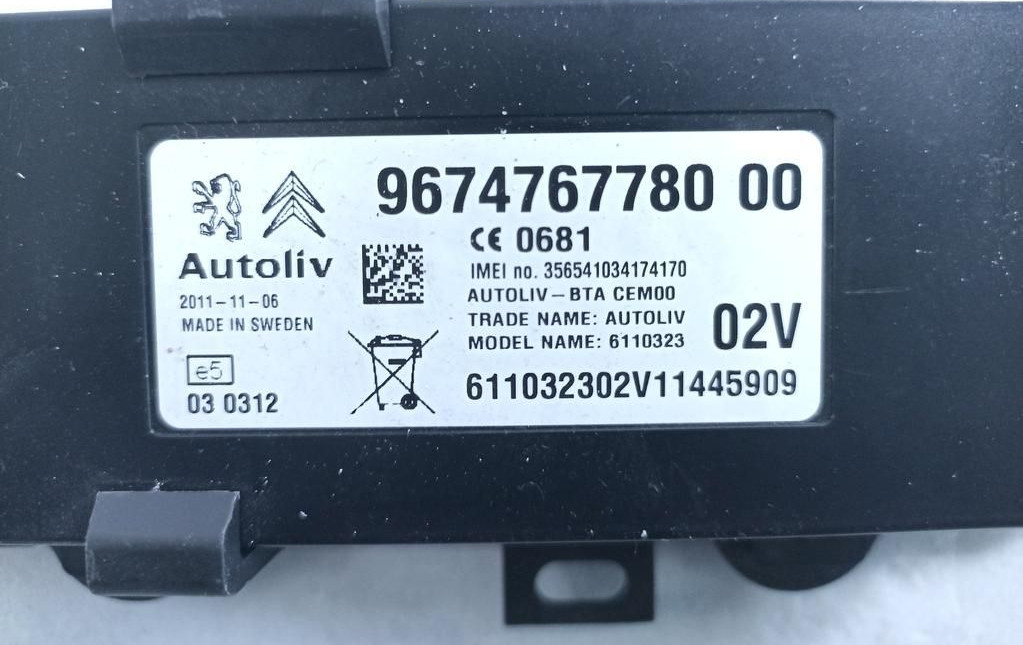 9674767780 00
CE 0681
Autoliv
IMEI no. 356541034174170
2011-11-06
AUTOLIV-BTA CEM00
MADE IN SWEDEN
TRADE NAME: AUTOLIV
02V
MODEL NAME: 6110323
e5
611032302V11445909
03 0312